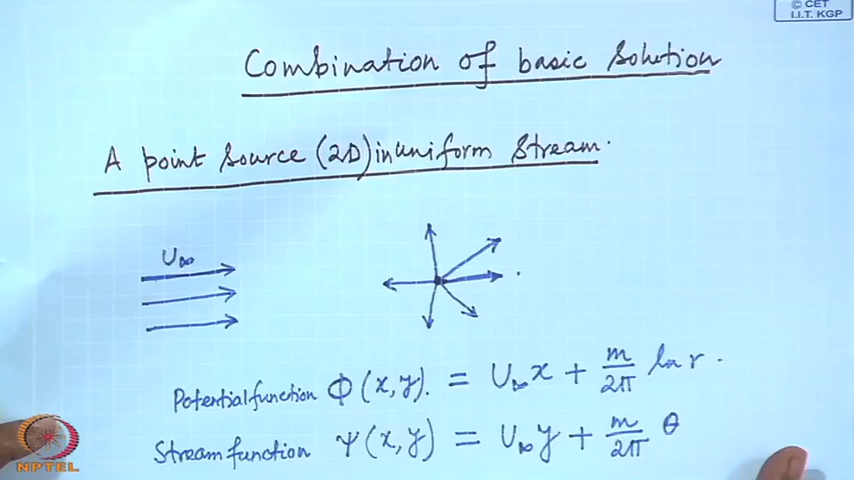 © CET
I.I.T. KGP
Combination of basic solution
A point source (2D) in uniform stream.
U∞
Potential function Φ(x,y). = U∞x + m/2π ln r.
Stream function Ψ(x,y) = U∞y + m/2π θ
NPTEL